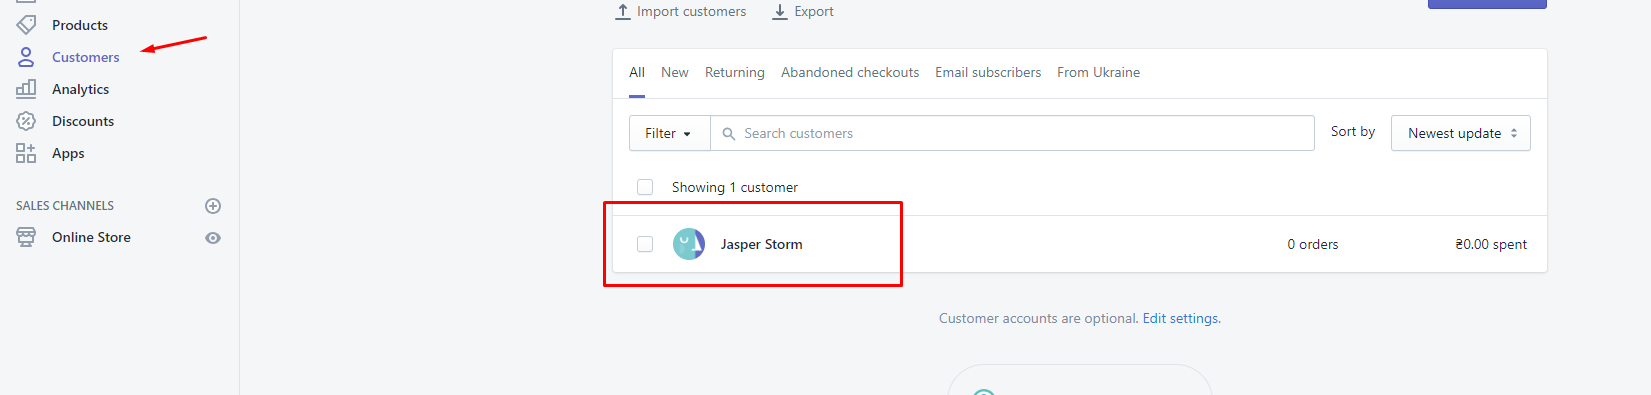 Products
Customers
Analytics
Discounts
Apps
SALES CHANNELS
Online Store
Import customers Export
All New Returning Abandoned checkouts Email subscribers From Ukraine
Filter Search customers Sort by Newest update
Showing 1 customer
Jasper Storm 0 orders ₴0.00 spent
Customer accounts are optional. Edit settings.